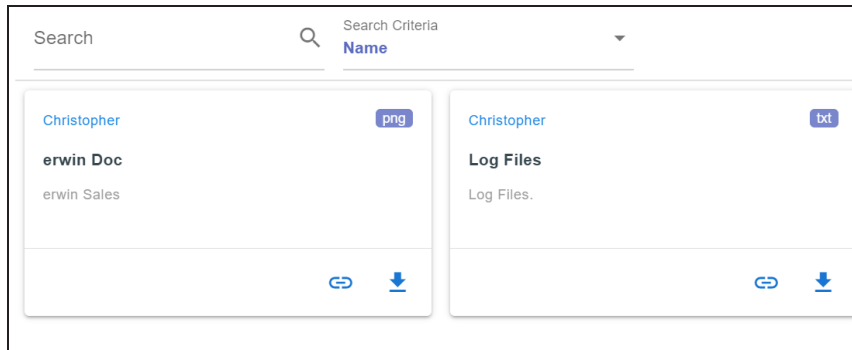 Search
Search Criteria
Name
Christopher
png
erwin Doc
erwin Sales
Christopher
txt
Log Files
Log Files.